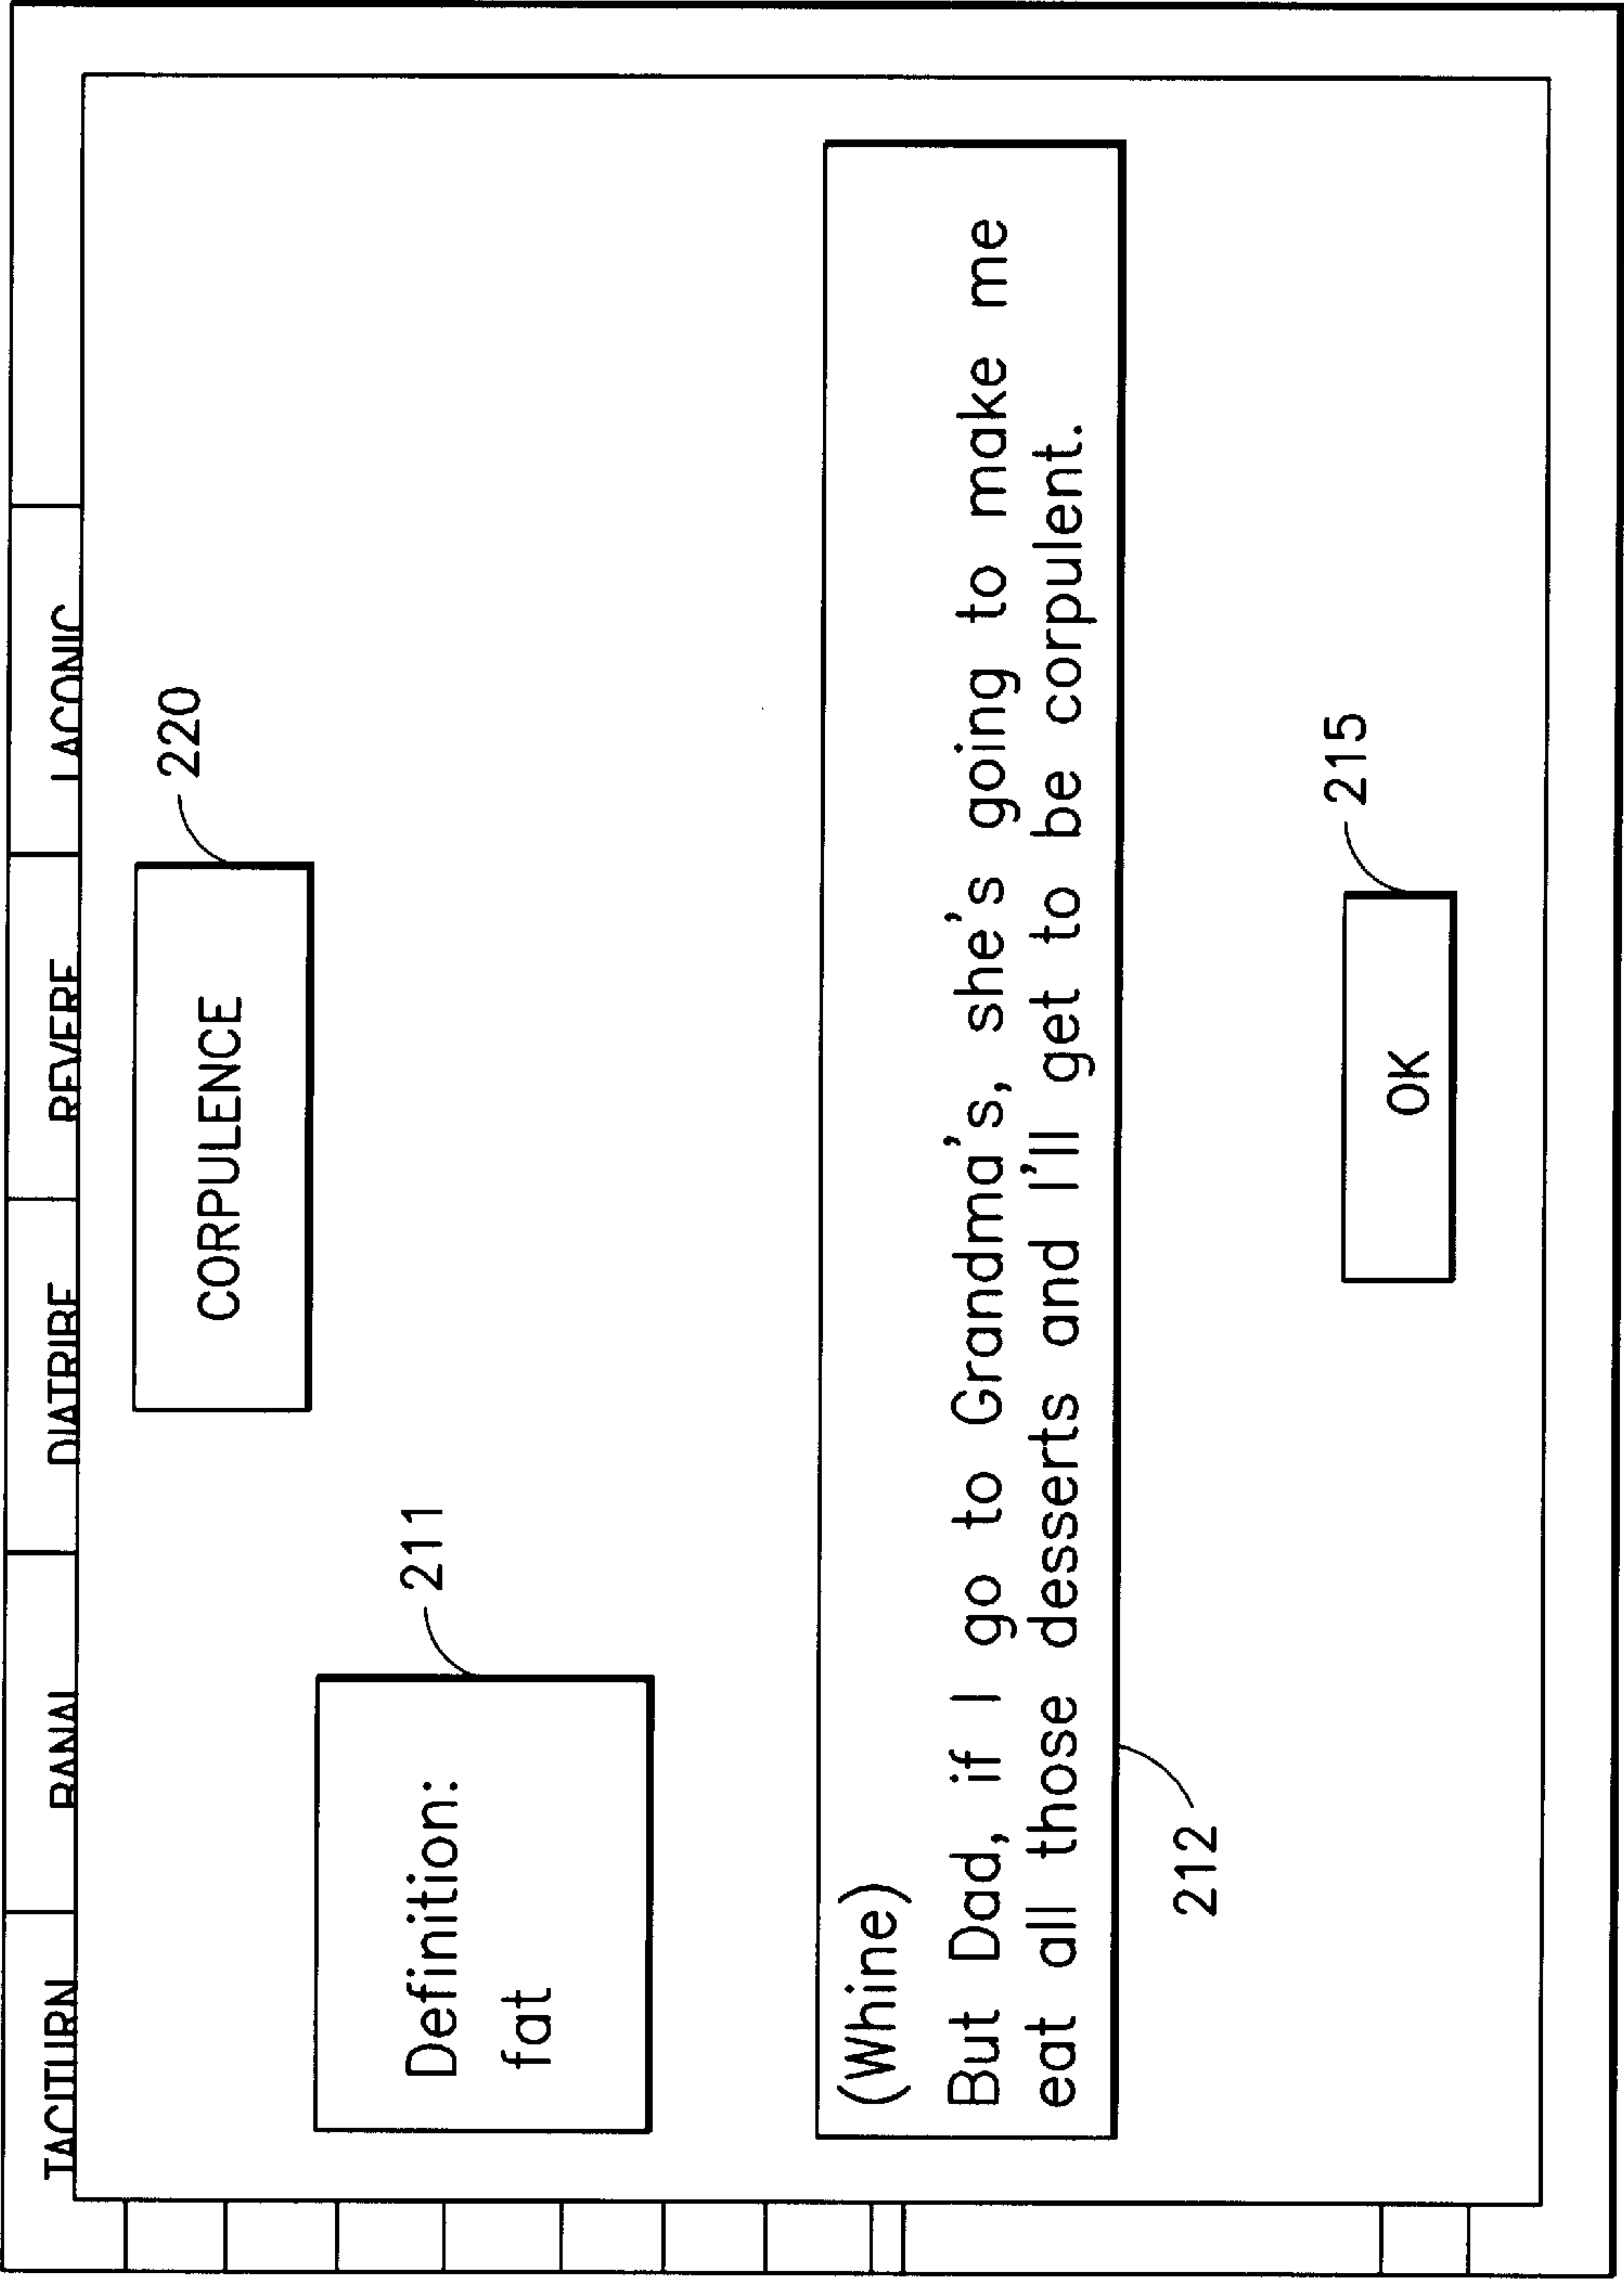 TACITURN BANAL DIATRIBE REVERE LACONIC
CORPULENCE
220
Definition:
fat
211
(Whine)
But Dad, if I go to Grandma's, she's going to make me
eat all those desserts and I'll get to be corpulent.
212
OK
215